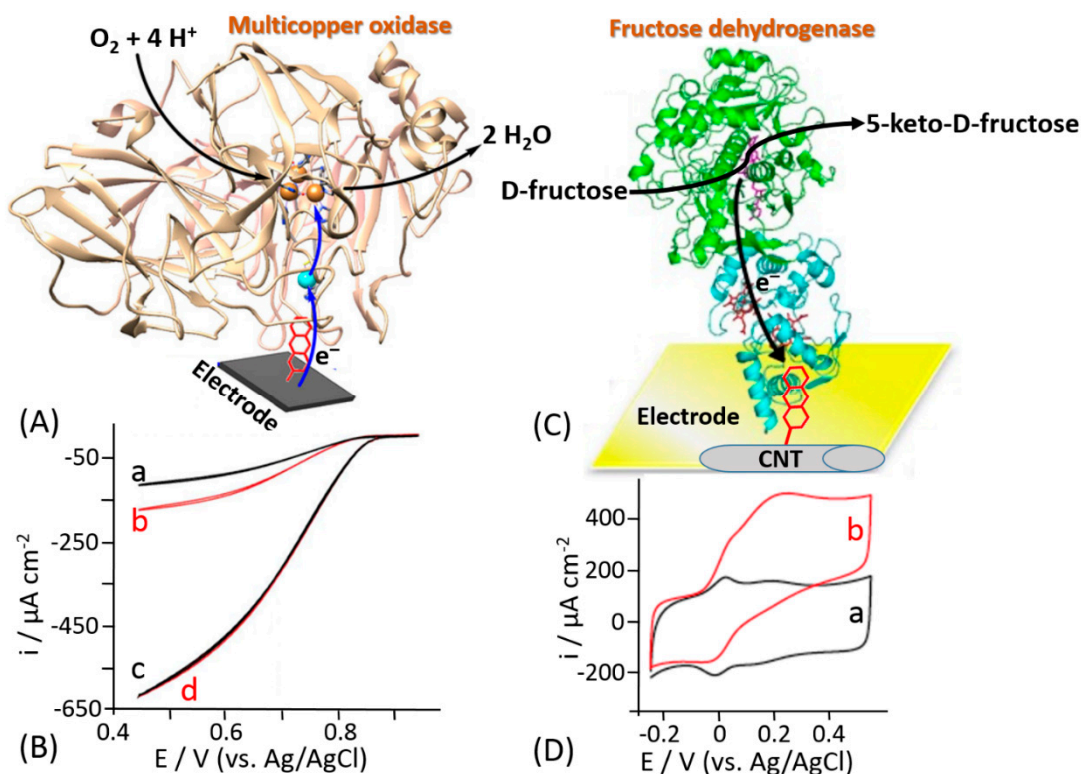 Multicopper oxidase
O₂ + 4 H⁺
2 H₂O
e⁻
Electrode
(A)
Fructose dehydrogenase
5-keto-D-fructose
D-fructose
e⁻
Electrode
CNT
(C)
-50
-250
-450
-650
i / µA cm⁻²
a
b
c
d
0.4 0.6 0.8
E / V (vs. Ag/AgCl)
(B)
400
200
0
-200
i / µA cm⁻²
b
a
-0.2 0 0.2 0.4
E / V (vs. Ag/AgCl)
(D)